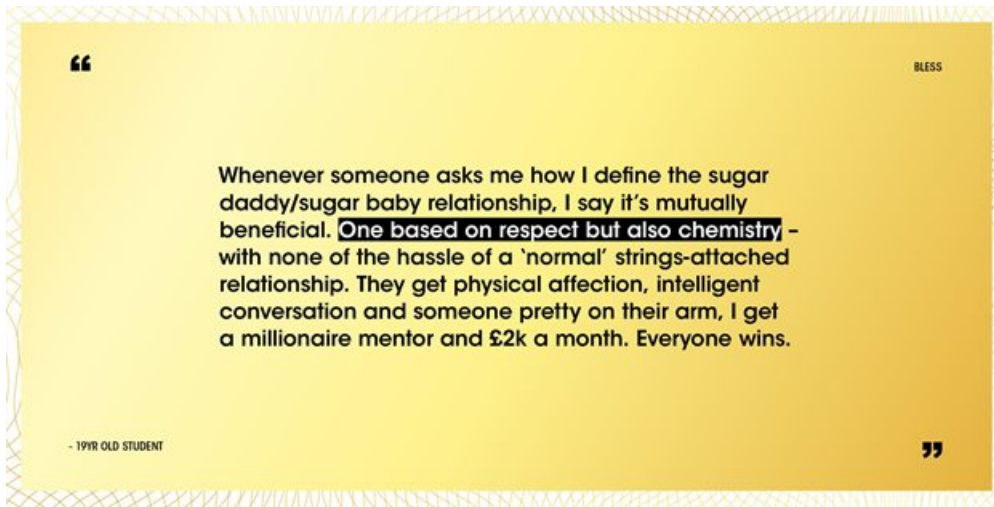 “
BLESS
Whenever someone asks me how I define the sugar
daddy/sugar baby relationship, I say it’s mutually
beneficial. One based on respect but also chemistry –
with none of the hassle of a ‵normal′ strings-attached
relationship. They get physical affection, intelligent
conversation and someone pretty on their arm, I get
a millionaire mentor and £2k a month. Everyone wins.
- 19YR OLD STUDENT
”